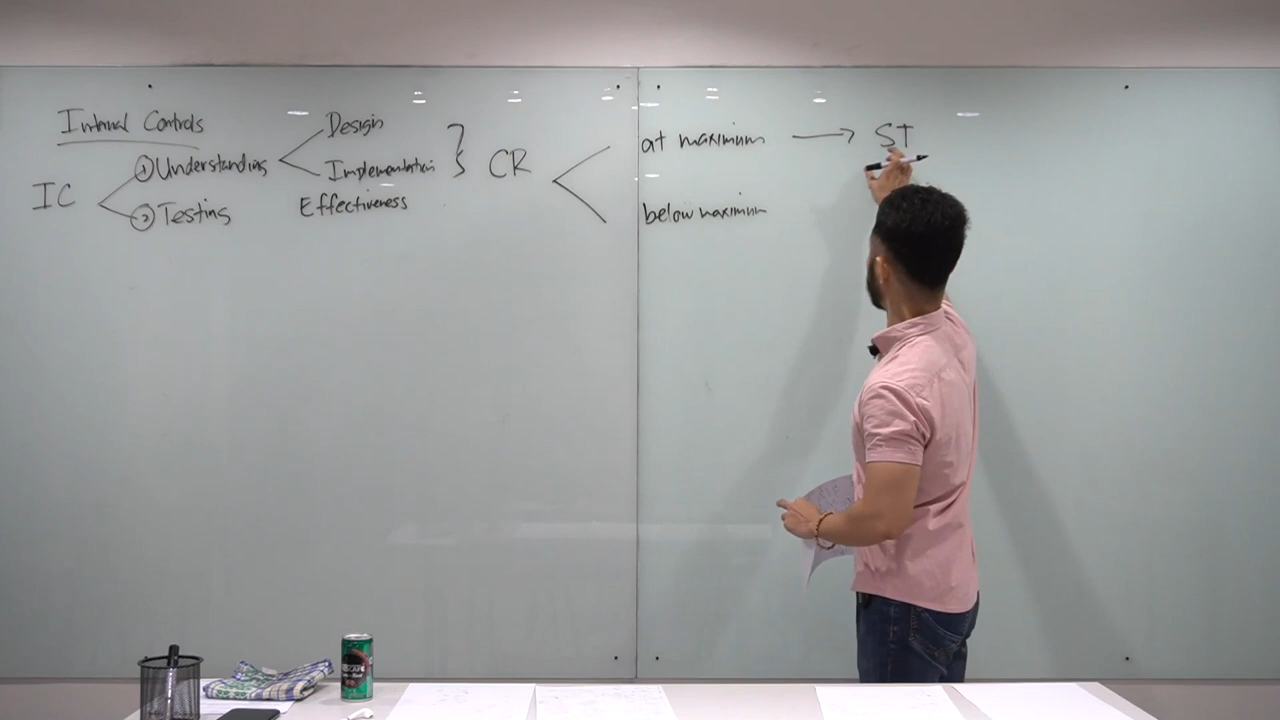 Internal Controls
IC
① Understanding
② Testing
Design
Implementation
Effectiveness
CR
at maximum → ST
below maximum